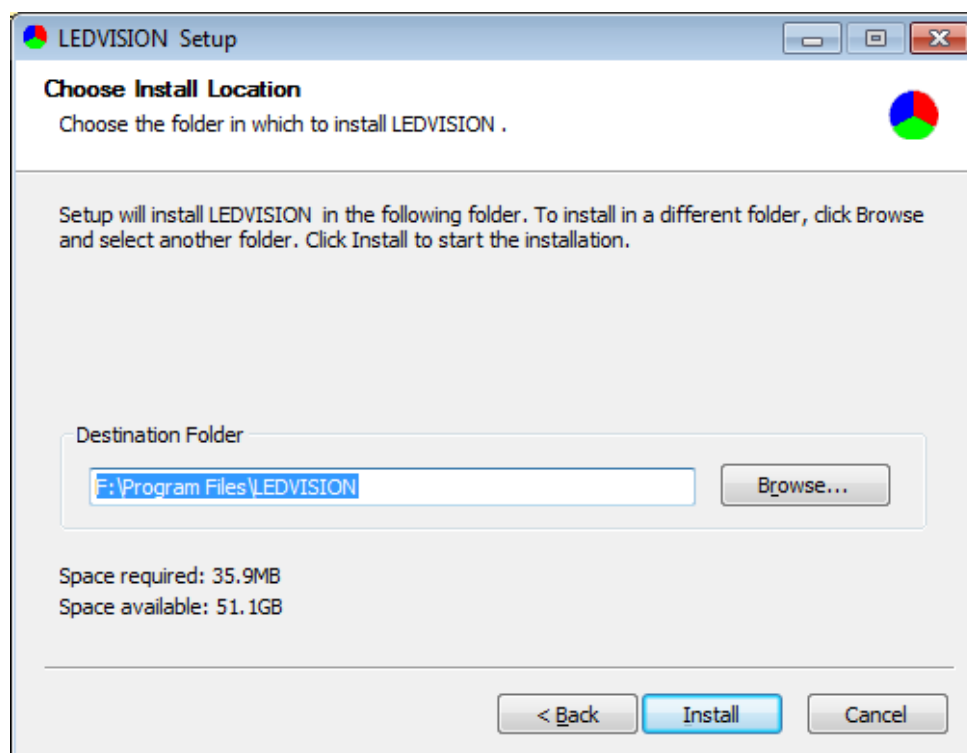 LEDVISION Setup
Choose Install Location
Choose the folder in which to install LEDVISION .
Setup will install LEDVISION in the following folder. To install in a different folder, click Browse
and select another folder. Click Install to start the installation.
Destination Folder
F:\Program Files\LEDVISION
Browse...
Space required: 35.9MB
Space available: 51.1GB
< Back Install Cancel